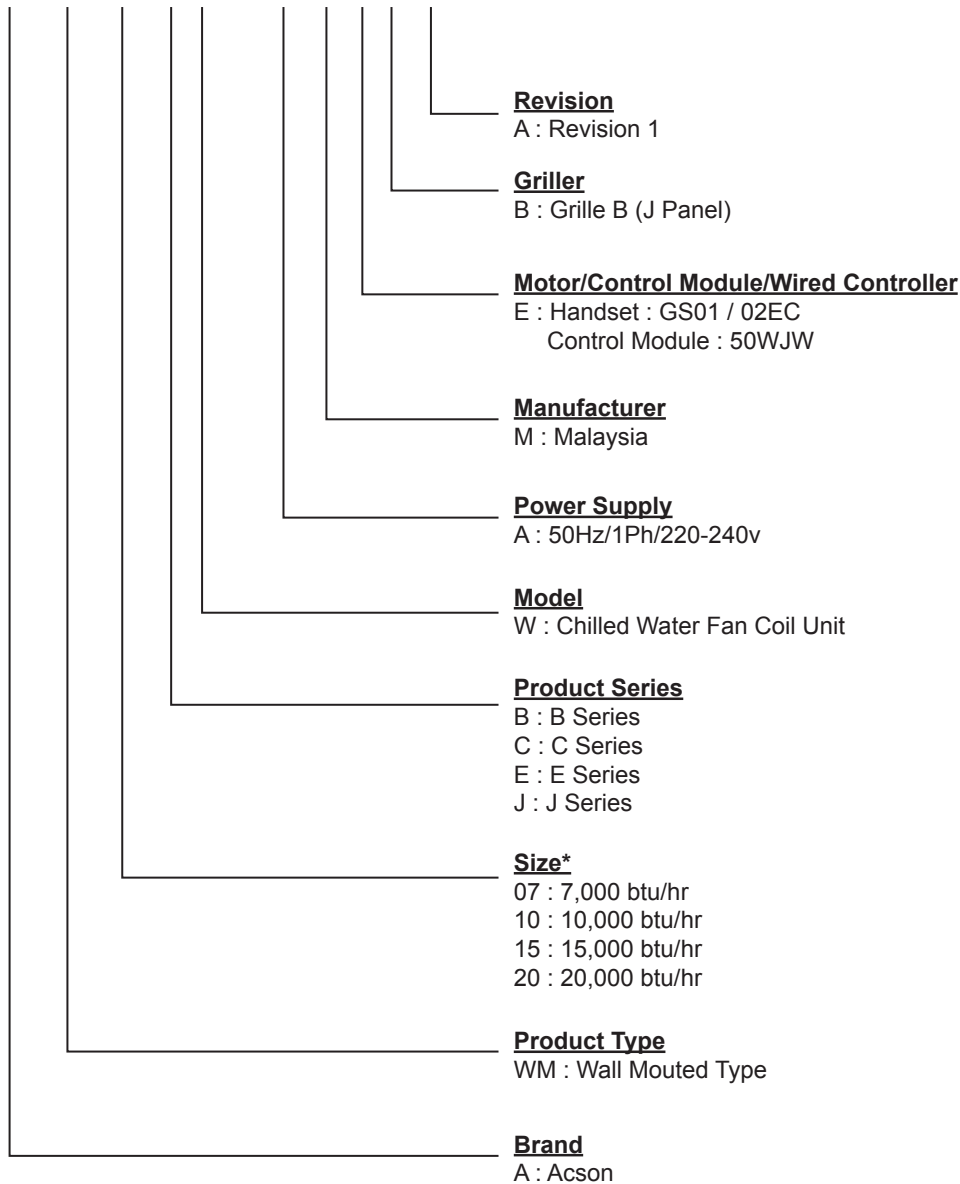 Revision
A : Revision 1
Griller
B : Grille B (J Panel)
Motor/Control Module/Wired Controller
E : Handset : GS01 / 02EC
Control Module : 50WJW
Manufacturer
M : Malaysia
Power Supply
A : 50Hz/1Ph/220-240v
Model
W : Chilled Water Fan Coil Unit
Product Series
B : B Series
C : C Series
E : E Series
J : J Series
Size*
07 : 7,000 btu/hr
10 : 10,000 btu/hr
15 : 15,000 btu/hr
20 : 20,000 btu/hr
Product Type
WM : Wall Mouted Type
Brand
A : Acson